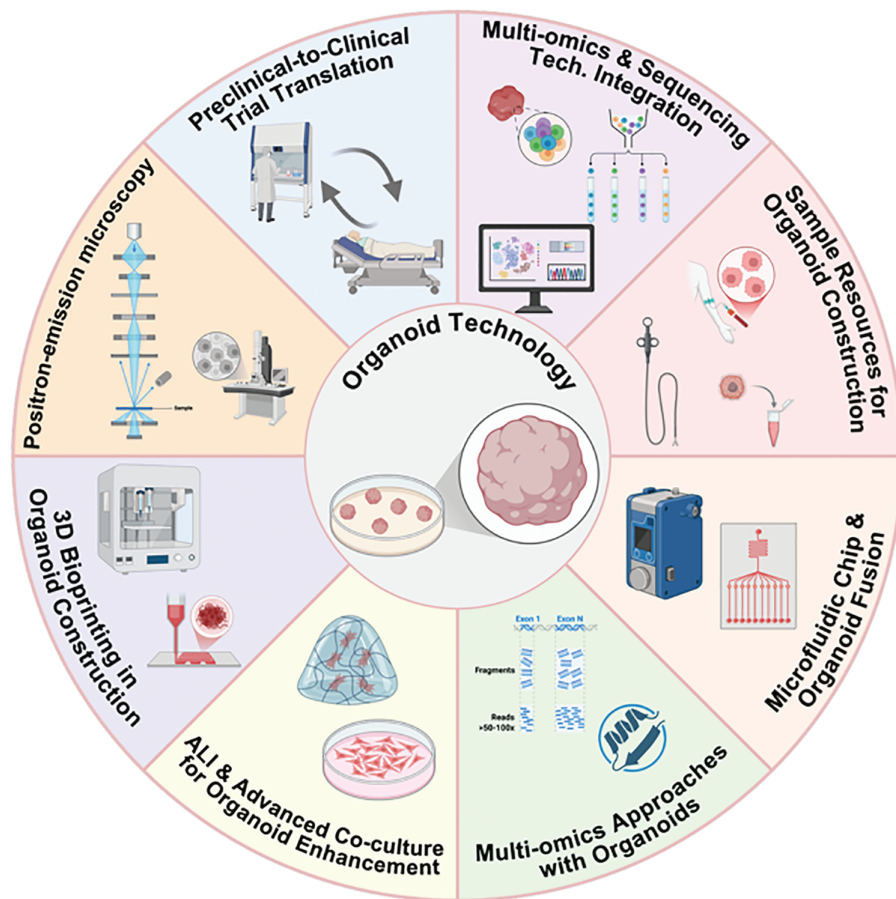 Preclinical-to-Clinical
Trial Translation
Multi-omics & Sequencing
Tech. Integration
Sample Resources for
Organoid Construction
Microfluidic Chip &
Organoid Fusion
Multi-omics Approaches
with Organoids
Exon 1
Exon N
Fragments
Reads
>50-100x
ALI & Advanced Co-culture
for Organoid Enhancement
3D Bioprinting in
Organoid Construction
Positron-emission microscopy
Sample
Organoid Technology